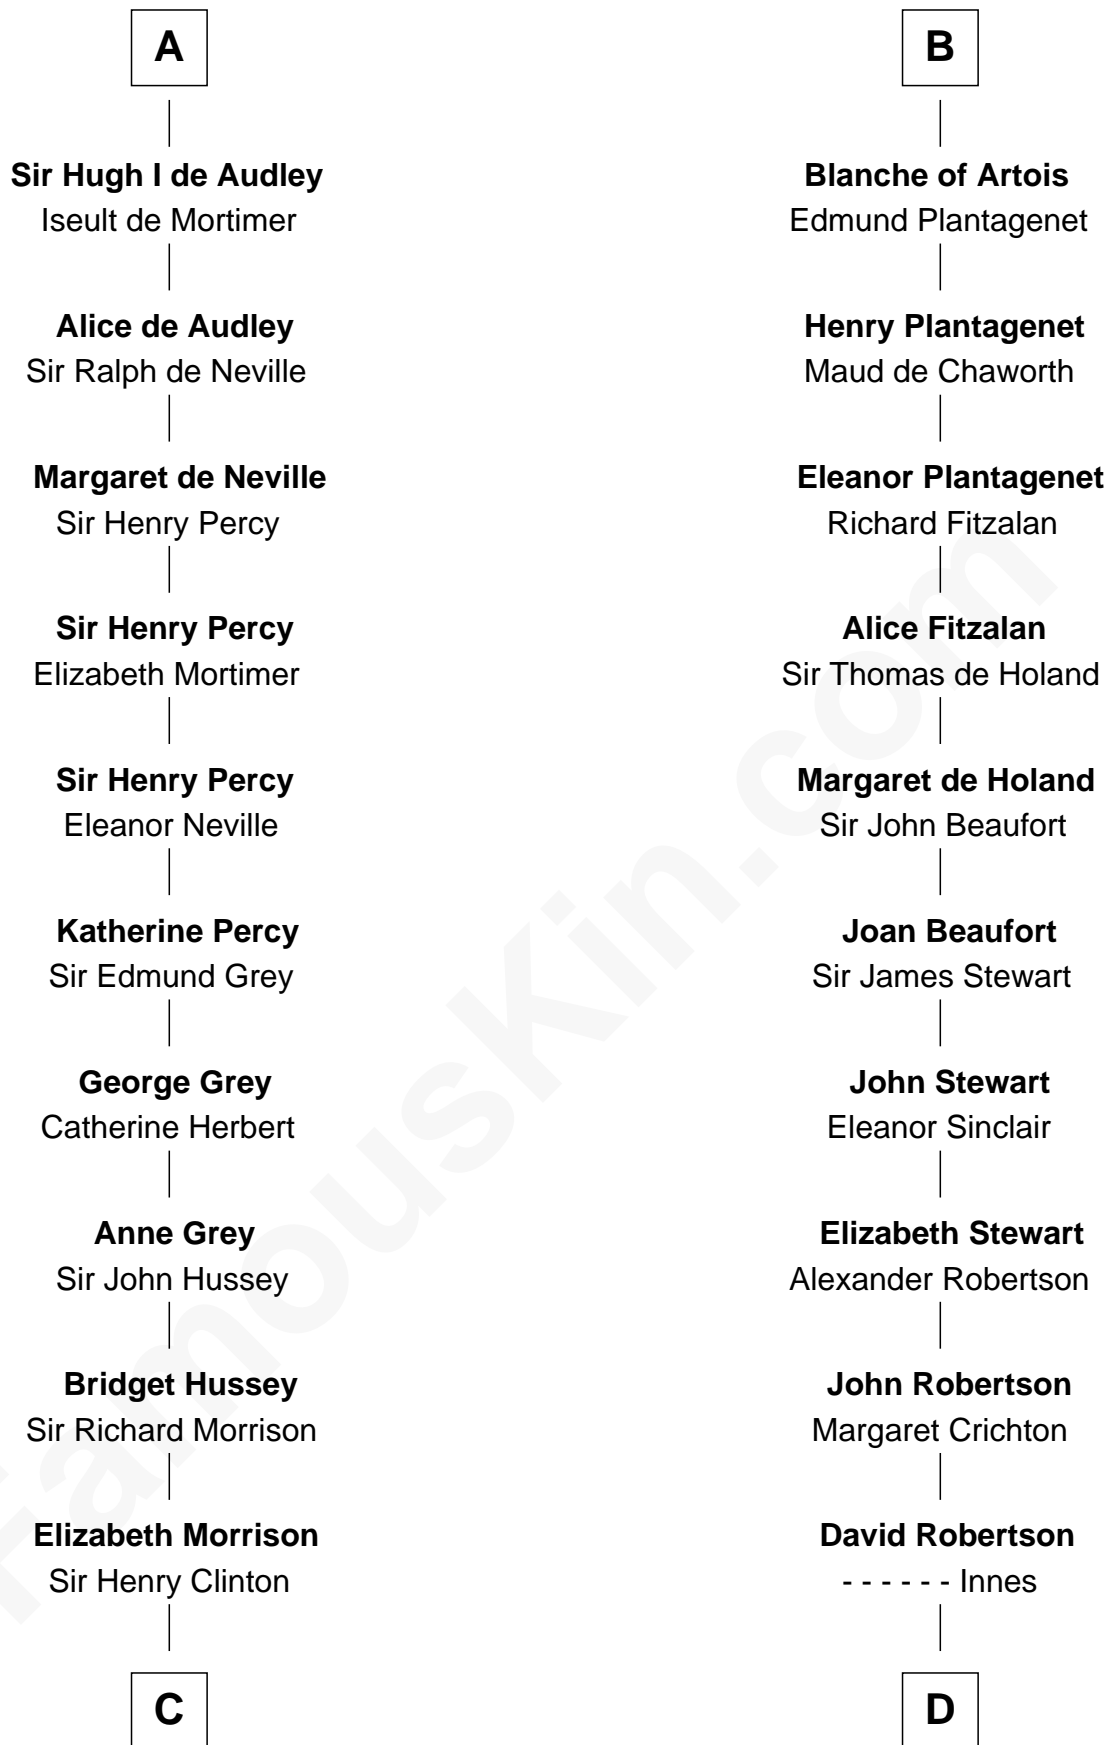 A
Sir Hugh I de Audley
Iseult de Mortimer
Alice de Audley
Sir Ralph de Neville
Margaret de Neville
Sir Henry Percy
Sir Henry Percy
Elizabeth Mortimer
Sir Henry Percy
Eleanor Neville
Katherine Percy
Sir Edmund Grey
George Grey
Catherine Herbert
Anne Grey
Sir John Hussey
Bridget Hussey
Sir Richard Morrison
Elizabeth Morrison
Sir Henry Clinton
C
B
Blanche of Artois
Edmund Plantagenet
Henry Plantagenet
Maud de Chaworth
Eleanor Plantagenet
Richard Fitzalan
Alice Fitzalan
Sir Thomas de Holand
Margaret de Holand
Sir John Beaufort
Joan Beaufort
Sir James Stewart
John Stewart
Eleanor Sinclair
Elizabeth Stewart
Alexander Robertson
John Robertson
Margaret Crichton
David Robertson
- - - - - - Innes
D
FamousKin.com